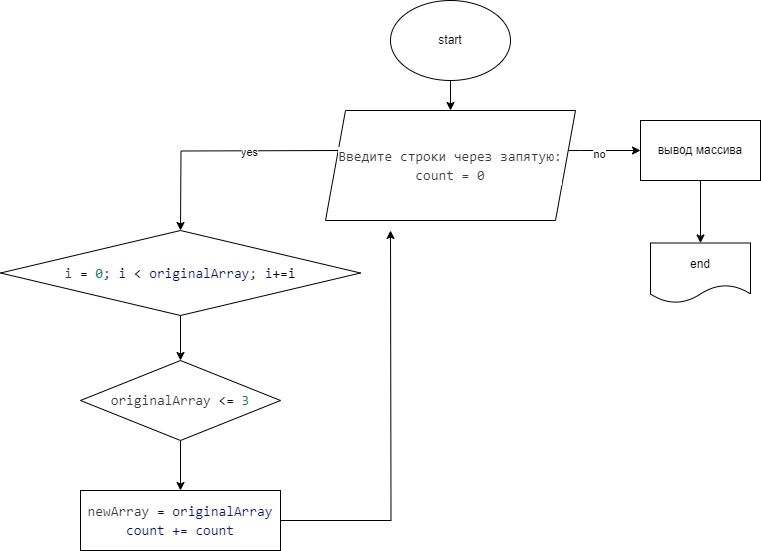 start
Введите строки через запятую:
count = 0
yes
no
вывод массива
end
i = 0; i < originalArray; i+=i
originalArray <= 3
newArray = originalArray
count += count